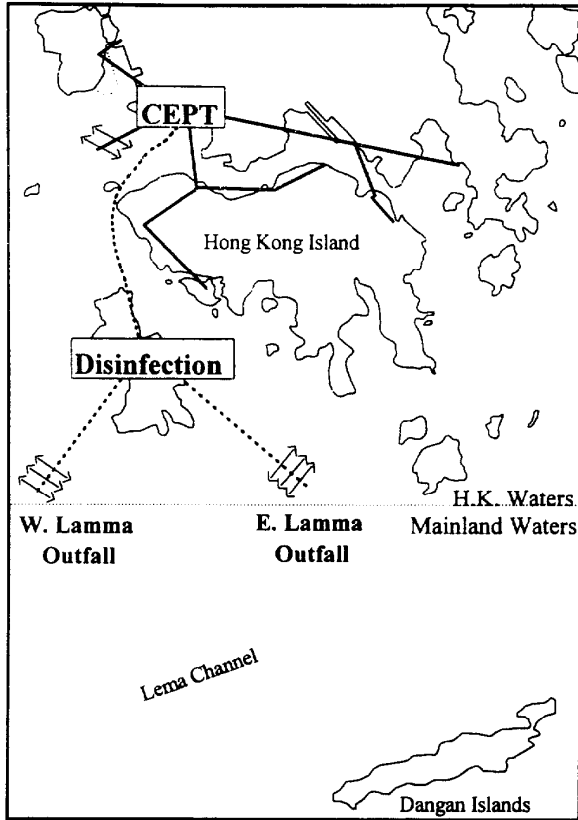 CEPT
Hong Kong Island
Disinfection
H.K. Waters
Mainland Waters
W. Lamma
Outfall
E. Lamma
Outfall
Lema Channel
Dangan Islands